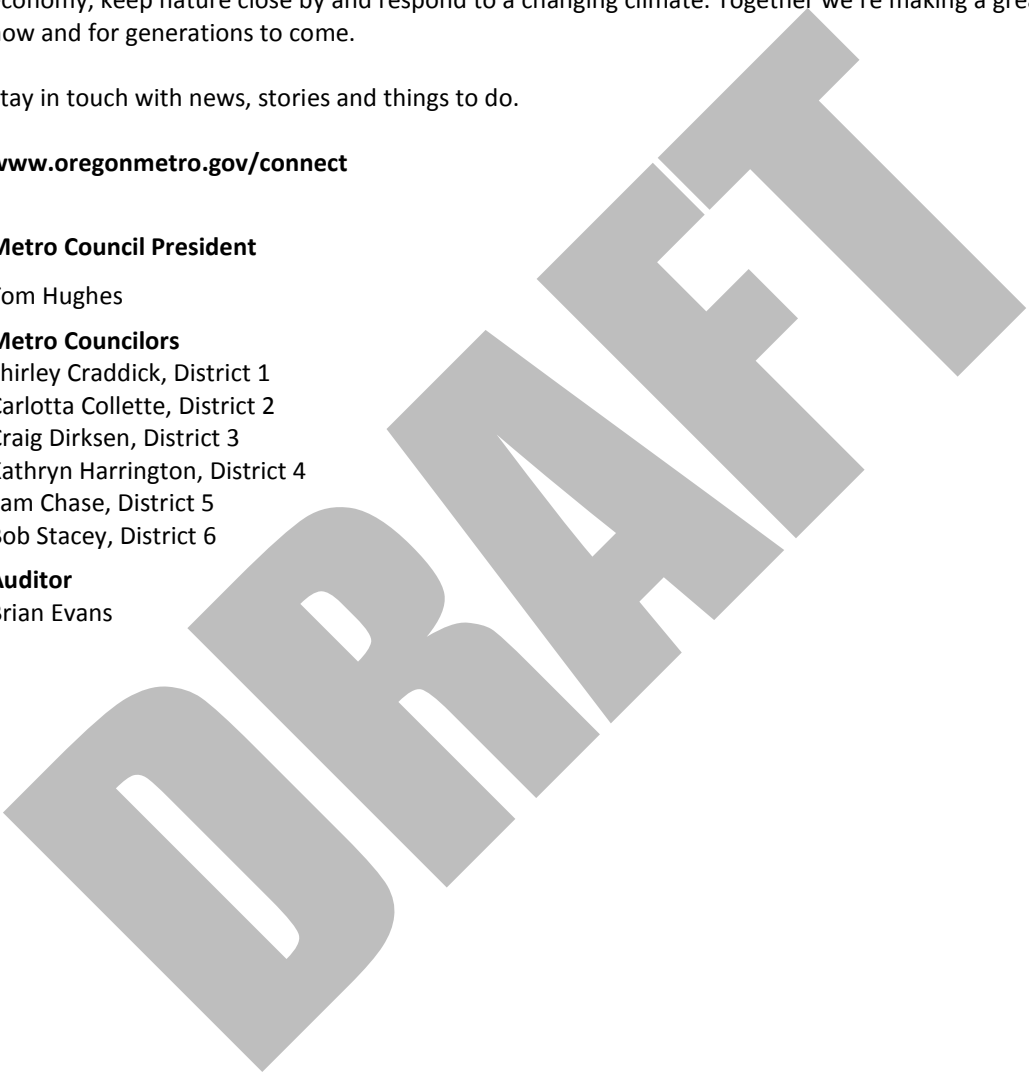 economy, keep nature close by and respond to a changing climate. Together we're making a grea
now and for generations to come.
tay in touch with news, stories and things to do.
www.oregonmetro.gov/connect
Metro Council President
Tom Hughes
Metro Councilors
hirley Craddick, District 1
Carlotta Collette, District 2
Craig Dirksen, District 3
Kathryn Harrington, District 4
am Chase, District 5
Bob Stacey, District 6
Auditor
Brian Evans
DRAFT